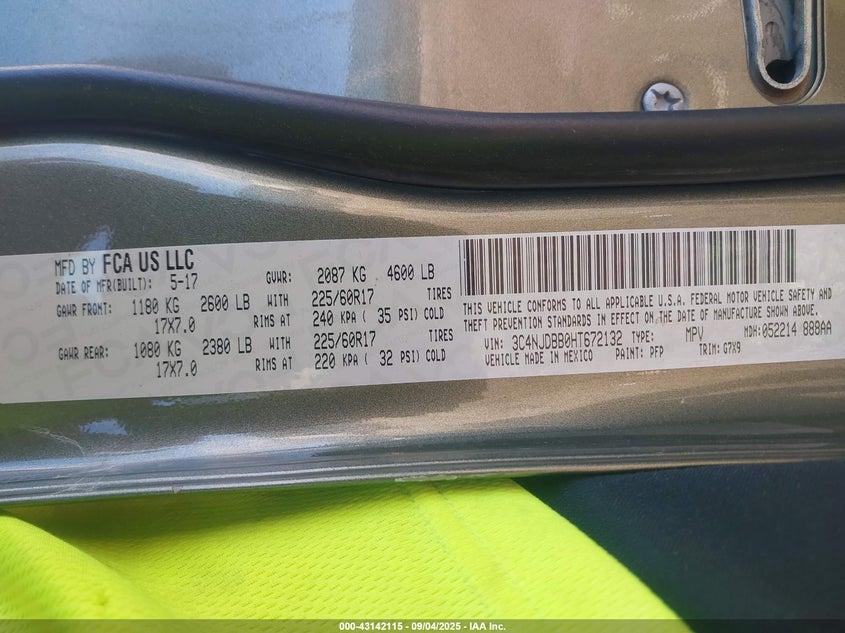 MFD BY FCA US LLC
DATE OF MFR(BUILT): 5-17 GVWR: 2087 KG 4600 LB
GAWR FRONT: 1180 KG 2600 LB WITH 225/60R17 TIRES
17X7.0 RIMS AT 240 KPA ( 35 PSI) COLD
GAWR REAR: 1080 KG 2380 LB WITH 225/60R17 TIRES
17X7.0 RIMS AT 220 KPA ( 32 PSI) COLD
THIS VEHICLE CONFORMS TO ALL APPLICABLE U.S.A. FEDERAL MOTOR VEHICLE SAFETY AND
THEFT PREVENTION STANDARDS IN EFFECT ON THE DATE OF MANUFACTURE SHOWN ABOVE.
VIN: 3C4NJDBB0HT672132 TYPE: MPV MDH: 052214 888AA
VEHICLE MADE IN MEXICO PAINT: PFP TRIM: G7X9
000-43142115 - 09/04/2025 - IAA Inc.